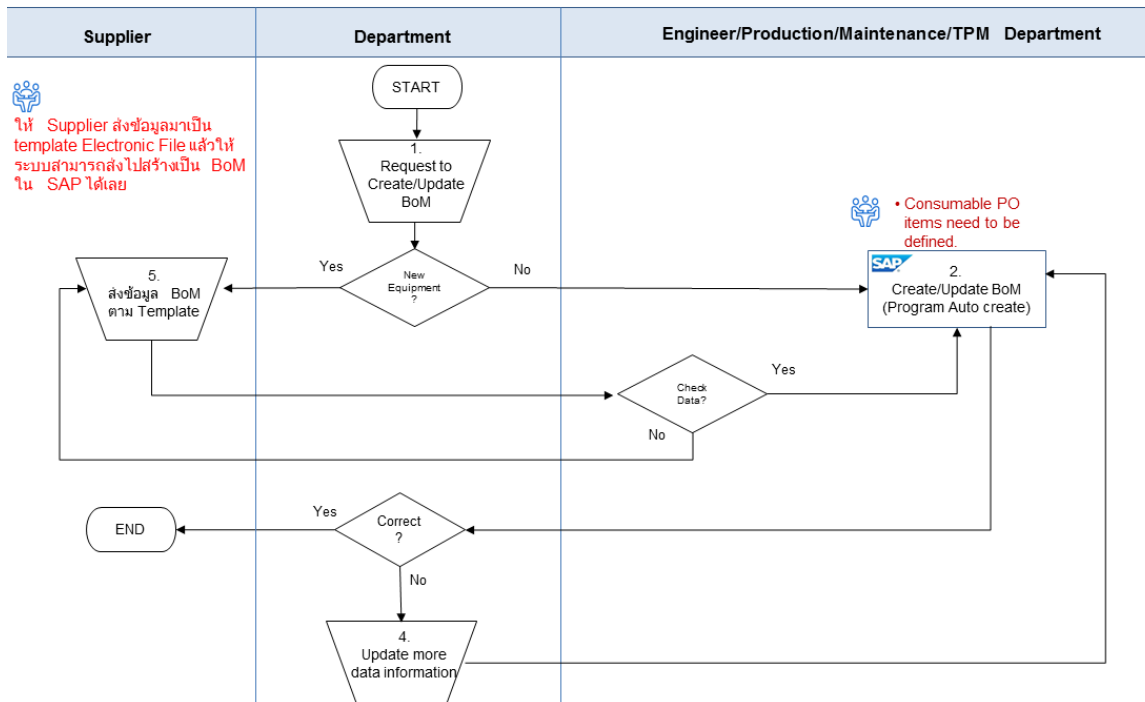 Supplier
Department
Engineer/Production/Maintenance/TPM Department
START
ให้ Supplier ส่งข้อมูลมาเป็น
template Electronic File แล้วให้
ระบบสามารถส่งไปสร้างเป็น BoM
ใน SAP ได้เลย
1.
Request to
Create/Update
BoM
• Consumable PO
items need to be
defined.
Yes
New
Equipment
?
No
5.
ส่งข้อมูล BoM
ตาม Template
SAP
2.
Create/Update BoM
(Program Auto create)
Check
Data?
Yes
No
END
Yes
Correct
?
No
4.
Update more
data information